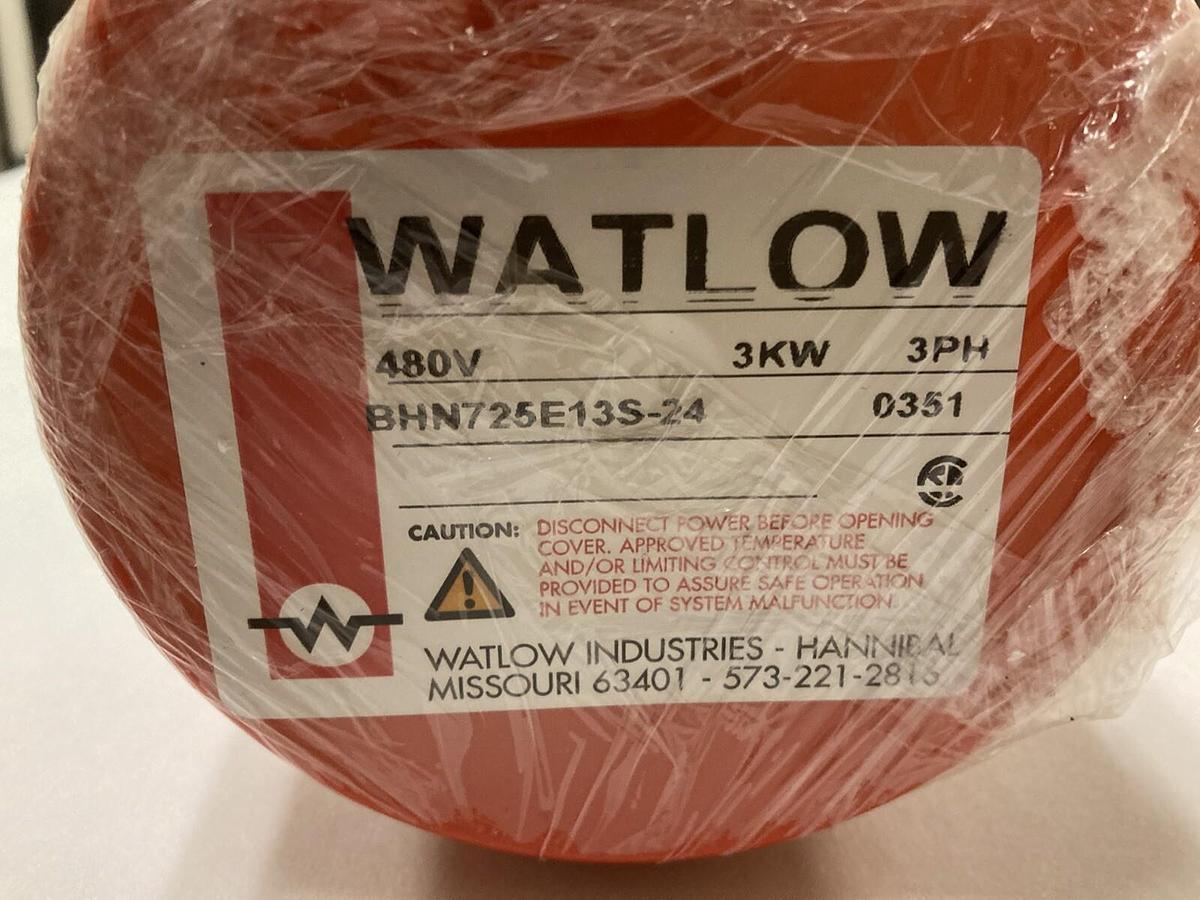 WATLOW
480V 3KW 3PH
BHN725E13S-24 0351
CAUTION: DISCONNECT POWER BEFORE OPENING
COVER. APPROVED TEMPERATURE
AND/OR LIMITING CONTROL MUST BE
PROVIDED TO ASSURE SAFE OPERATION
IN EVENT OF SYSTEM MALFUNCTION.
WATLOW INDUSTRIES - HANNIBAL
MISSOURI 63401 - 573-221-2816